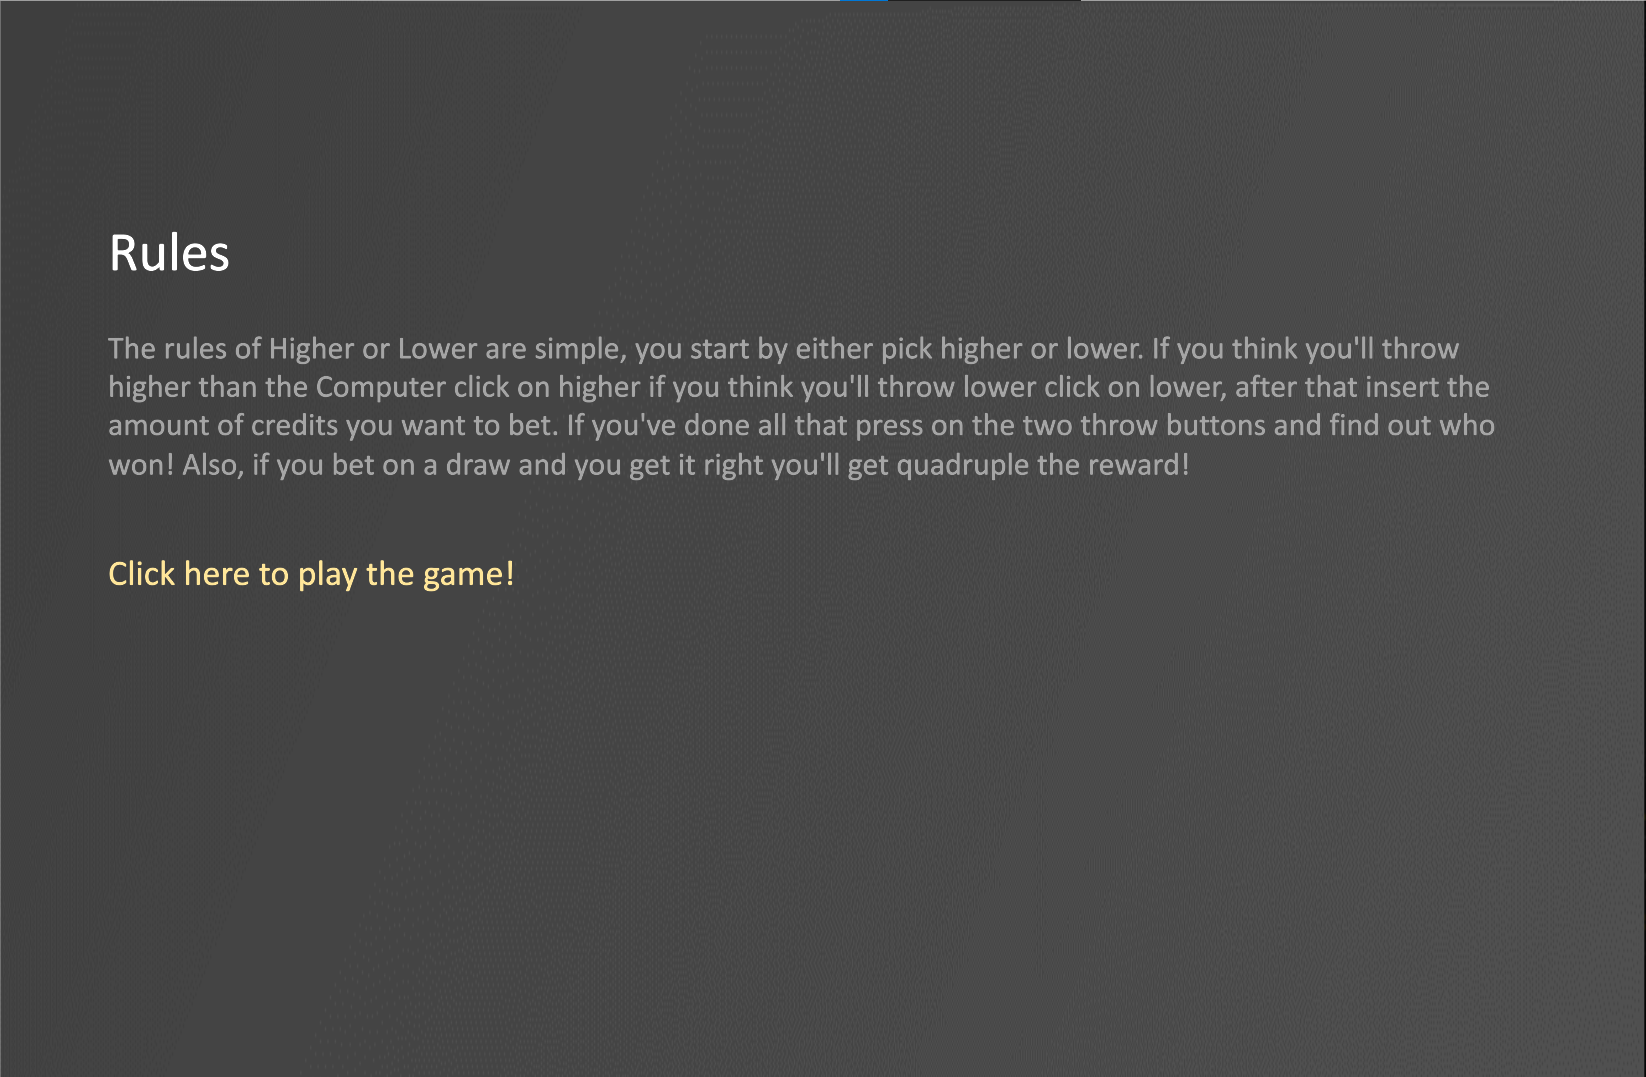 Rules
The rules of Higher or Lower are simple, you start by either pick higher or lower. If you think you'll throw
higher than the Computer click on higher if you think you'll throw lower click on lower, after that insert the
amount of credits you want to bet. If you've done all that press on the two throw buttons and find out who
won! Also, if you bet on a draw and you get it right you'll get quadruple the reward!
Click here to play the game!